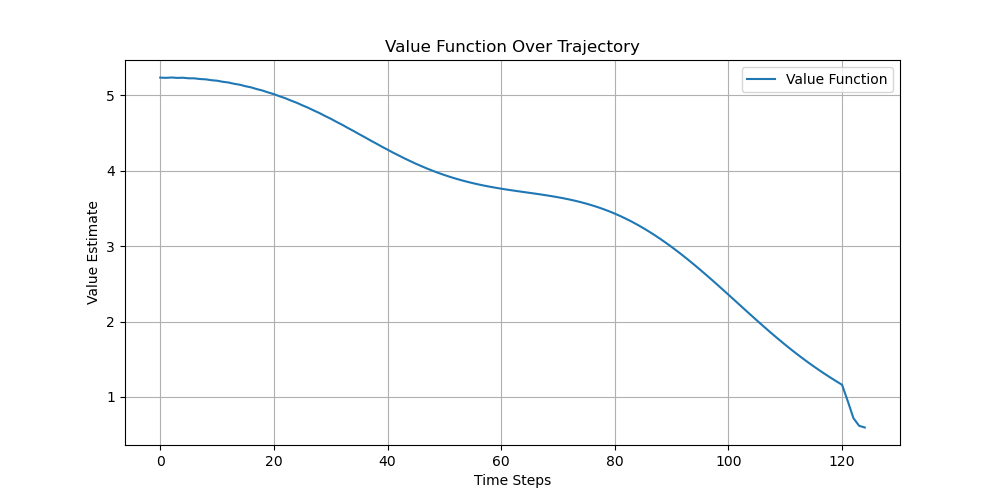 Value Function Over Trajectory
Value Function
Value Estimate
5
4
3
2
1
0 20 40 60 80 100 120
Time Steps